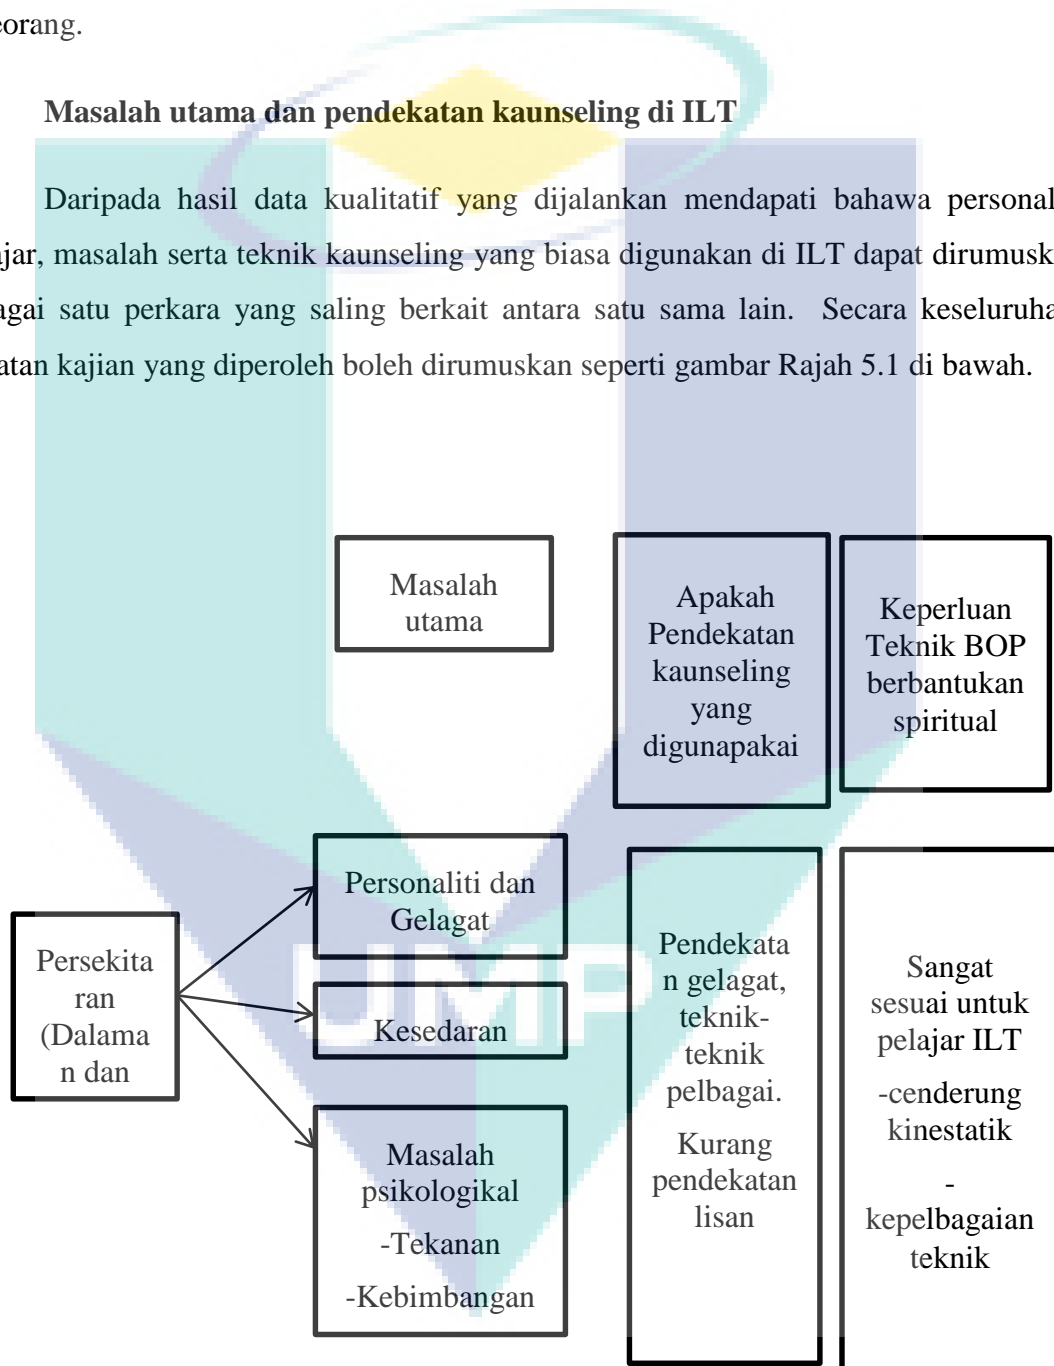 eorang.
Masalah utama dan pendekatan kaunseling di ILT
Daripada hasil data kualitatif yang dijalankan mendapati bahawa personal
ajar, masalah serta teknik kaunseling yang biasa digunakan di ILT dapat dirumusk
agai satu perkara yang saling berkait antara satu sama lain. Secara keseluruha
atan kajian yang diperoleh boleh dirumuskan seperti gambar Rajah 5.1 di bawah.
Masalah
utama
Apakah
Pendekatan
kaunseling
yang
digunapakai
Keperluan
Teknik BOP
berbantukan
spiritual
Persekita
ran
(Dalama
n dan
Personaliti dan
Gelagat
Kesedaran
Masalah
psikologikal
-Tekanan
-Kebimbangan
Pendekata
n gelagat,
teknik-
teknik
pelbagai.
Kurang
pendekatan
lisan
Sangat
sesuai untuk
pelajar ILT
-cenderung
kinestatik
-
kepelbagaian
teknik
UMP